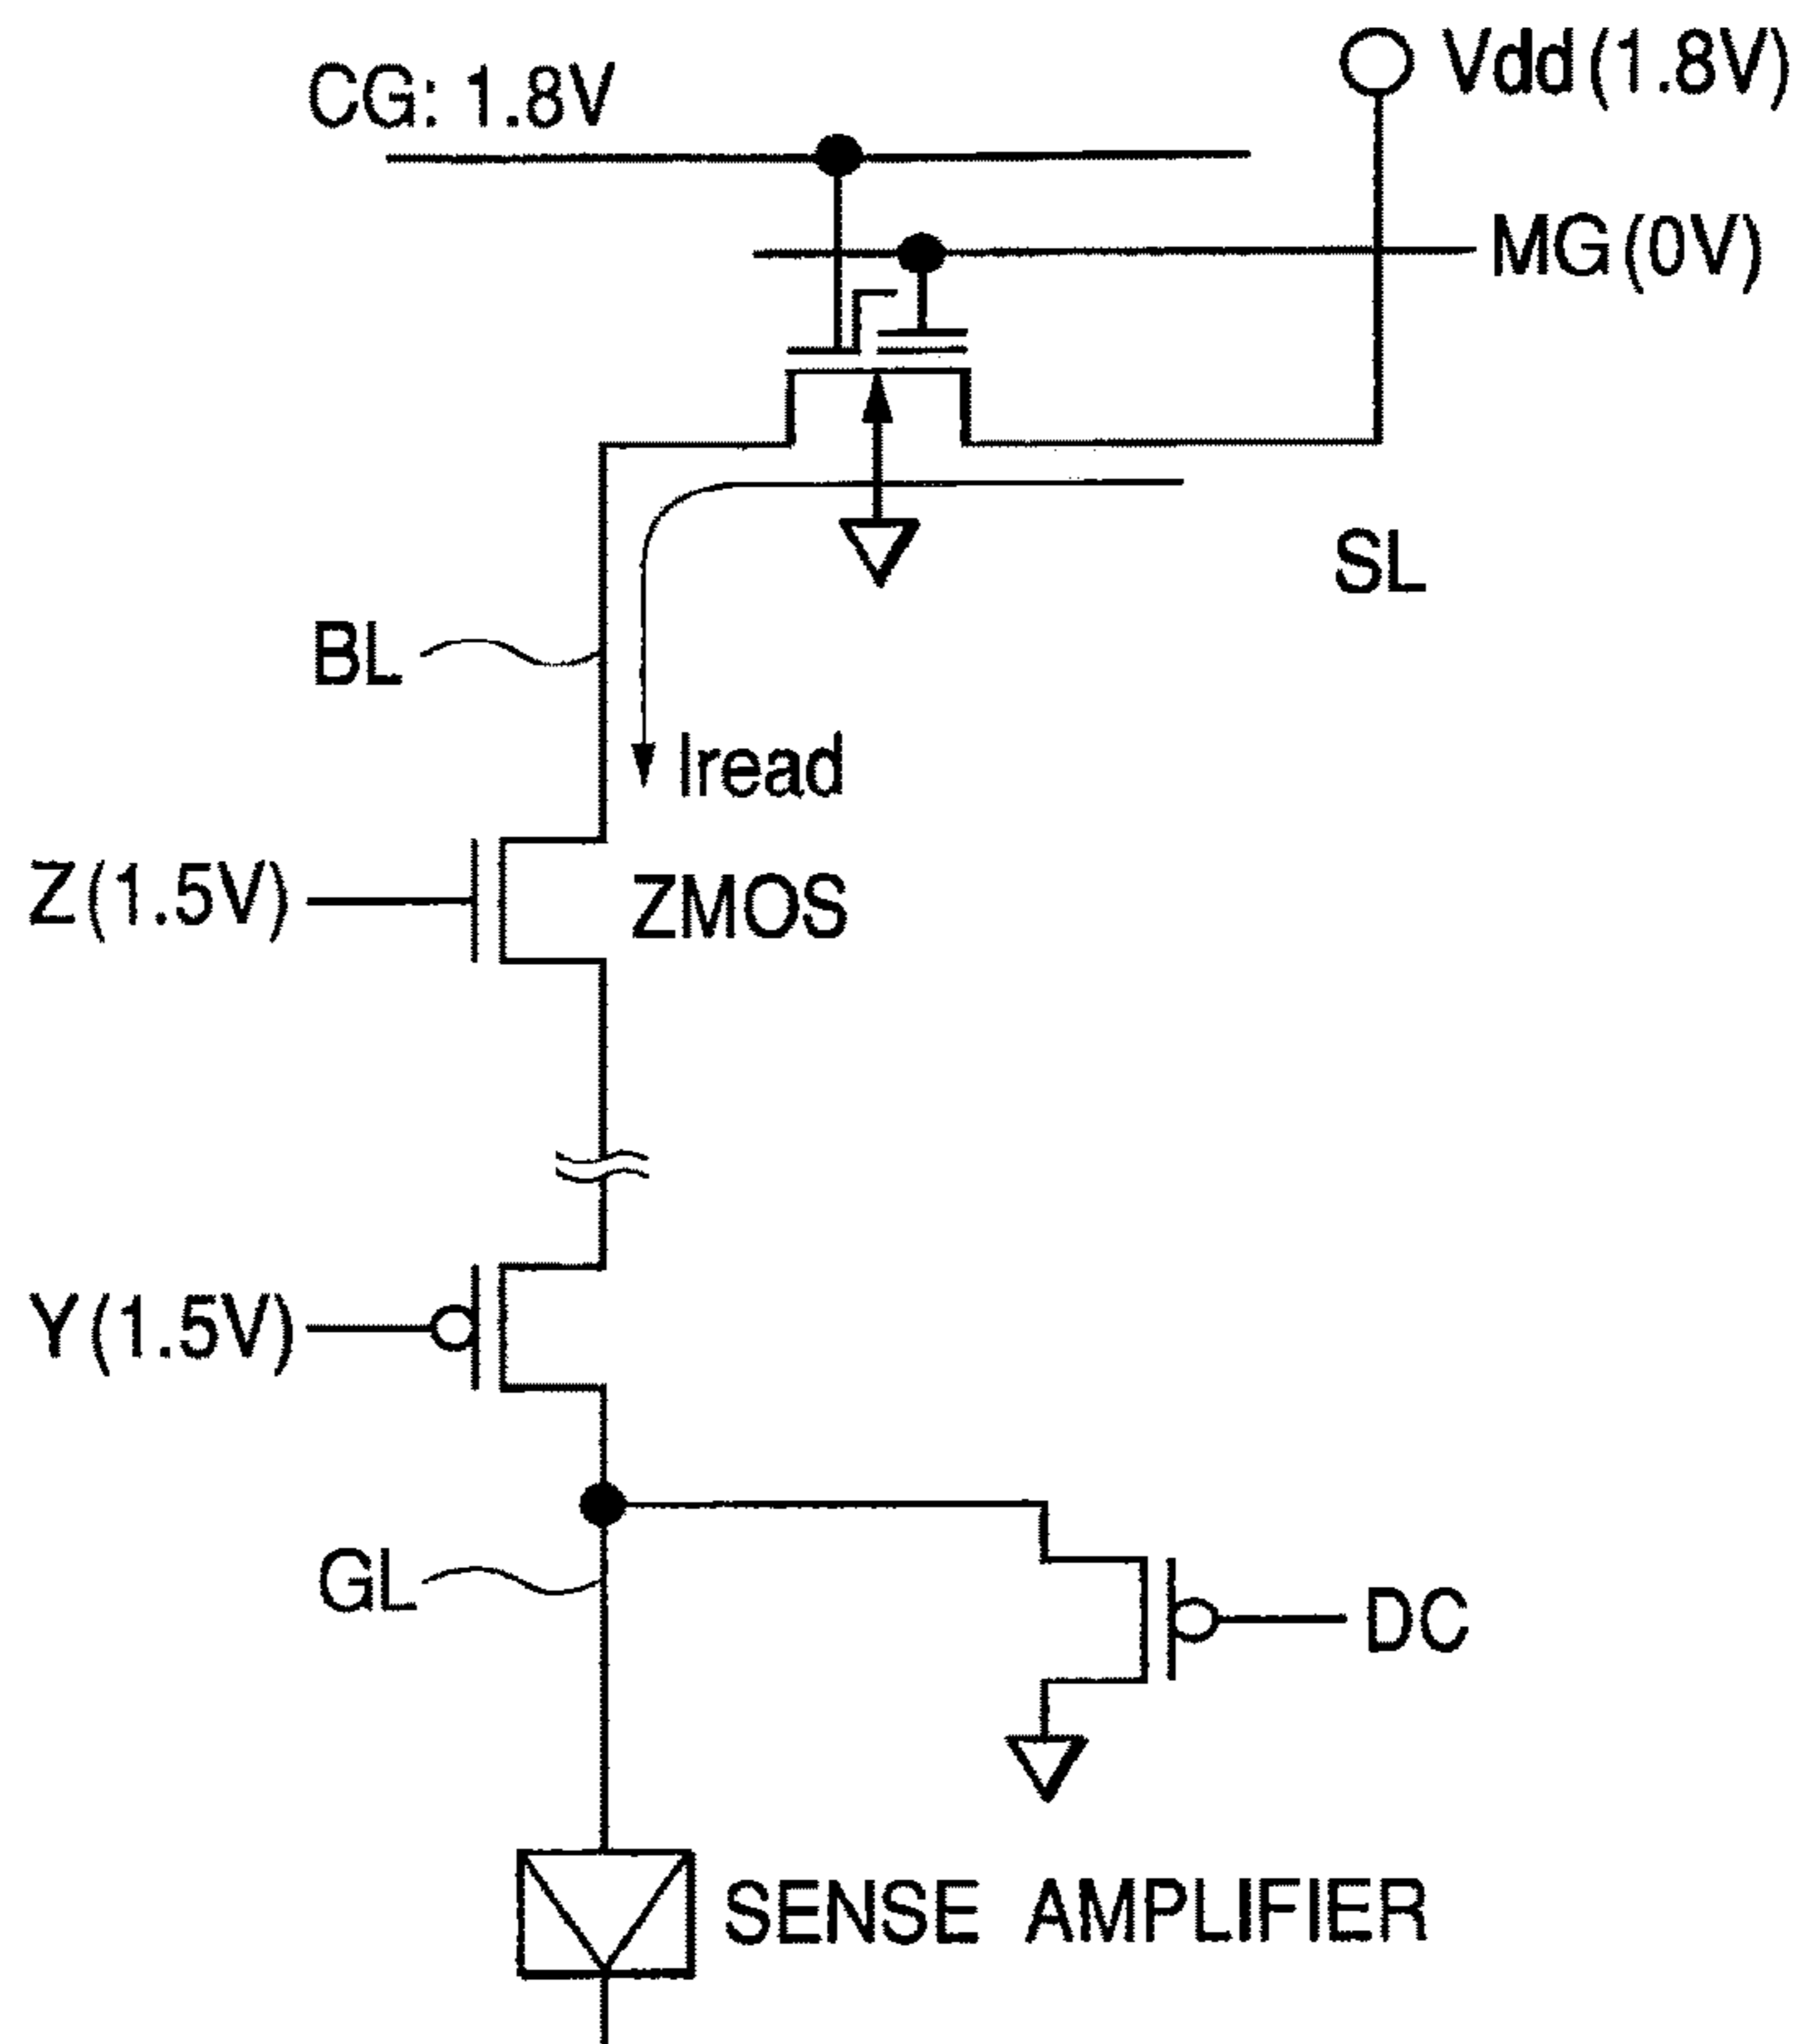 Vdd(1.8V)
CG: 1.8V
MG(0V)
SL
BL
Iread
Z(1.5V)
ZMOS
Y(1.5V)
GL
DC
SENSE AMPLIFIER